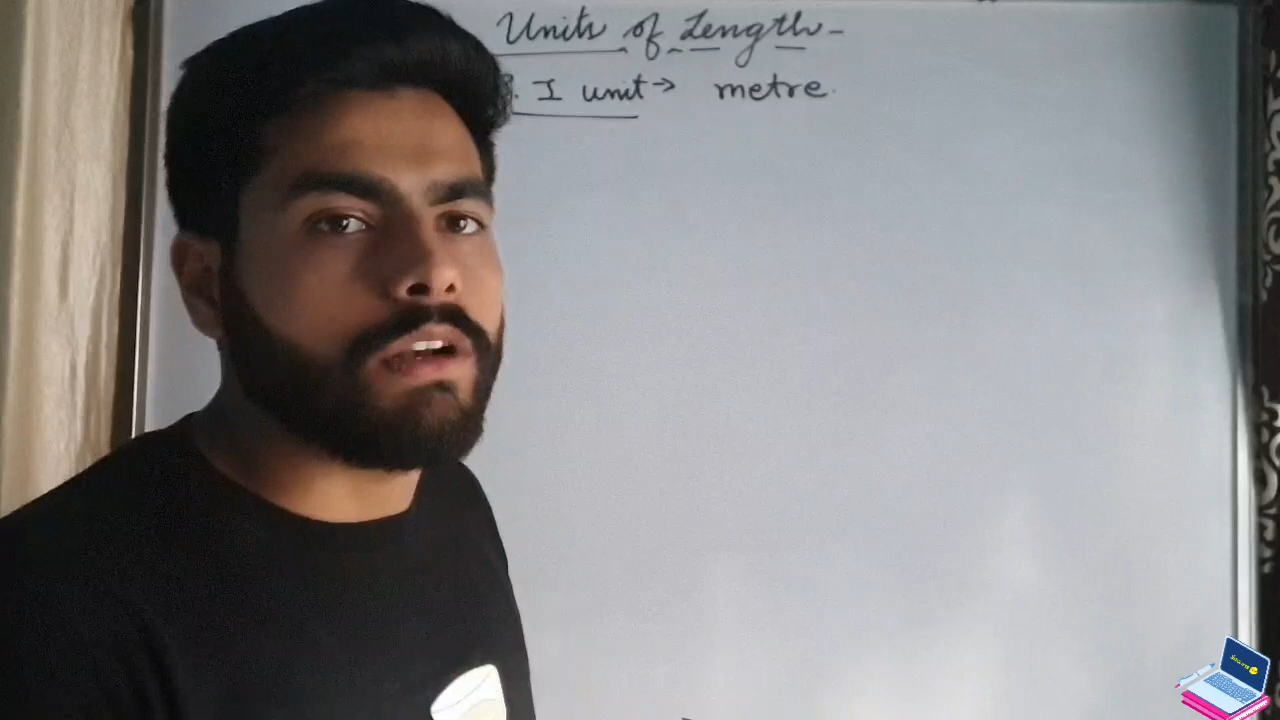 Units of Length -
. I unit → metre.